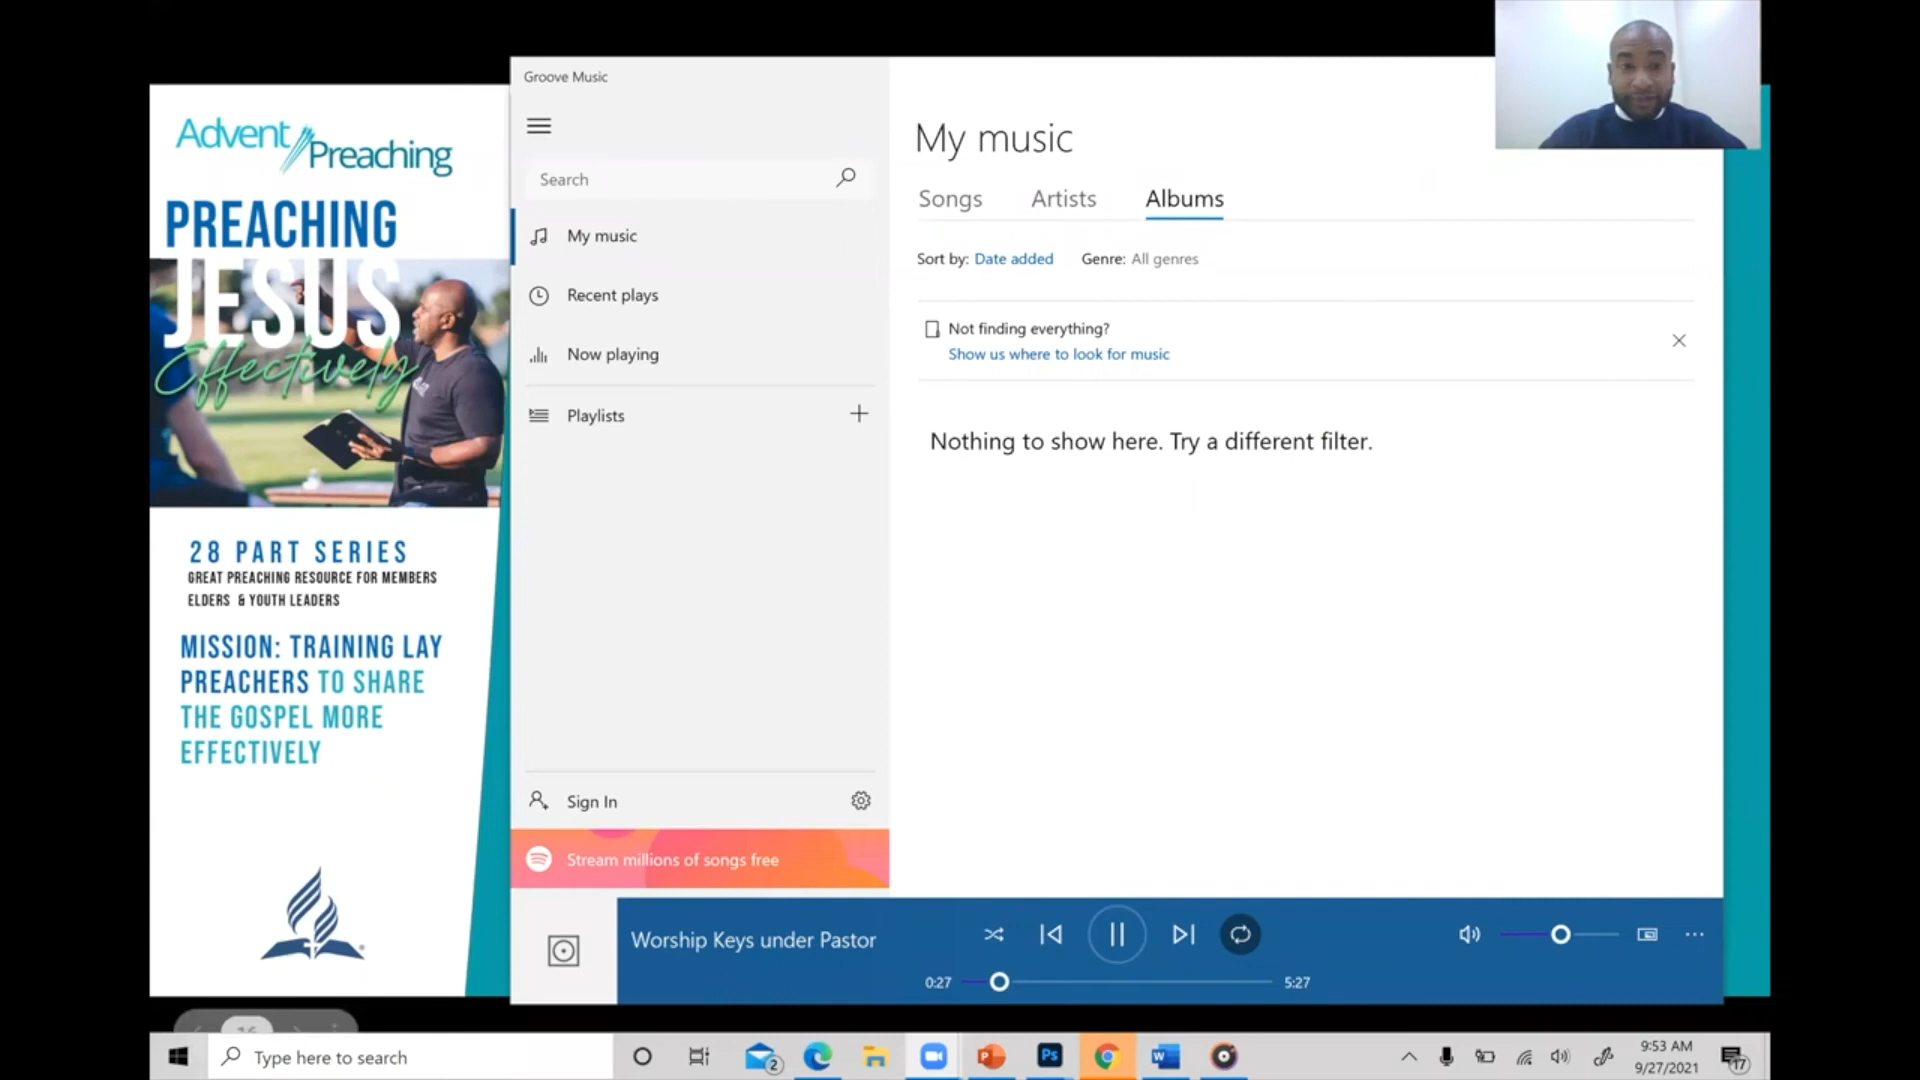 Advent Preaching
PREACHING
JESUS
Effectively
28 PART SERIES
GREAT PREACHING RESOURCE FOR MEMBERS
ELDERS & YOUTH LEADERS
MISSION: TRAINING LAY
PREACHERS TO SHARE
THE GOSPEL MORE
EFFECTIVELY
Groove Music
Search
My music
Recent plays
Now playing
Playlists
Sign In
Stream millions of songs free
My music
Songs Artists Albums
Sort by: Date added Genre: All genres
Not finding everything?
Show us where to look for music
Nothing to show here. Try a different filter.
Worship Keys under Pastor
0:27 5:27
Type here to search
2
Ps
9:53 AM
9/27/2021
17